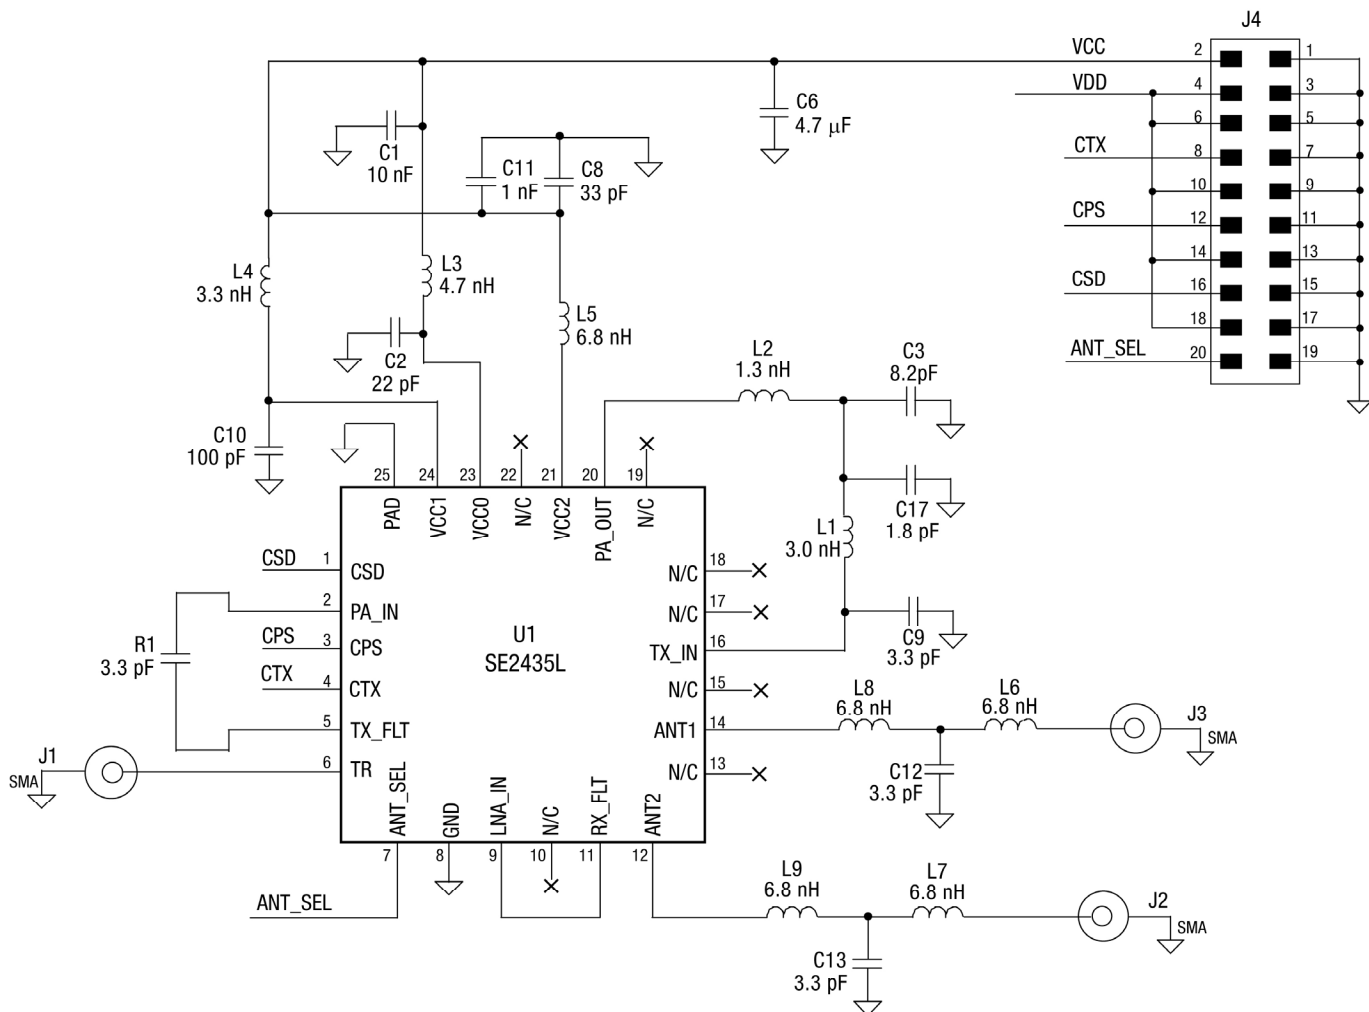 J4
VCC 2 1
VDD 4 3
6 5
CTX 8 7
10 9
CPS 12 11
14 13
CSD 16 15
18 17
ANT_SEL 20 19
C6
4.7 μF
C1
10 nF
C11
1 nF
C8
33 pF
L4
3.3 nH
L3
4.7 nH
L5
6.8 nH
C2
22 pF
L2
1.3 nH
C3
8.2pF
C10
100 pF
C17
1.8 pF
L1
3.0 nH
C9
3.3 pF
25 24 23 22 21 20 19
PAD VCC1 VCC0 N/C VCC2 PA_OUT N/C
CSD 1 CSD
2 PA_IN
CPS 3 CPS
CTX 4 CTX
5 TX_FLT
6 TR
R1
3.3 pF
U1
SE2435L
N/C 18
N/C 17
TX_IN 16
N/C 15
ANT1 14
N/C 13
ANT_SEL GND LNA_IN N/C RX_FLT ANT2
7 8 9 10 11 12
J1
SMA
ANT_SEL
L8
6.8 nH
L6
6.8 nH
J3
SMA
C12
3.3 pF
L9
6.8 nH
L7
6.8 nH
J2
SMA
C13
3.3 pF